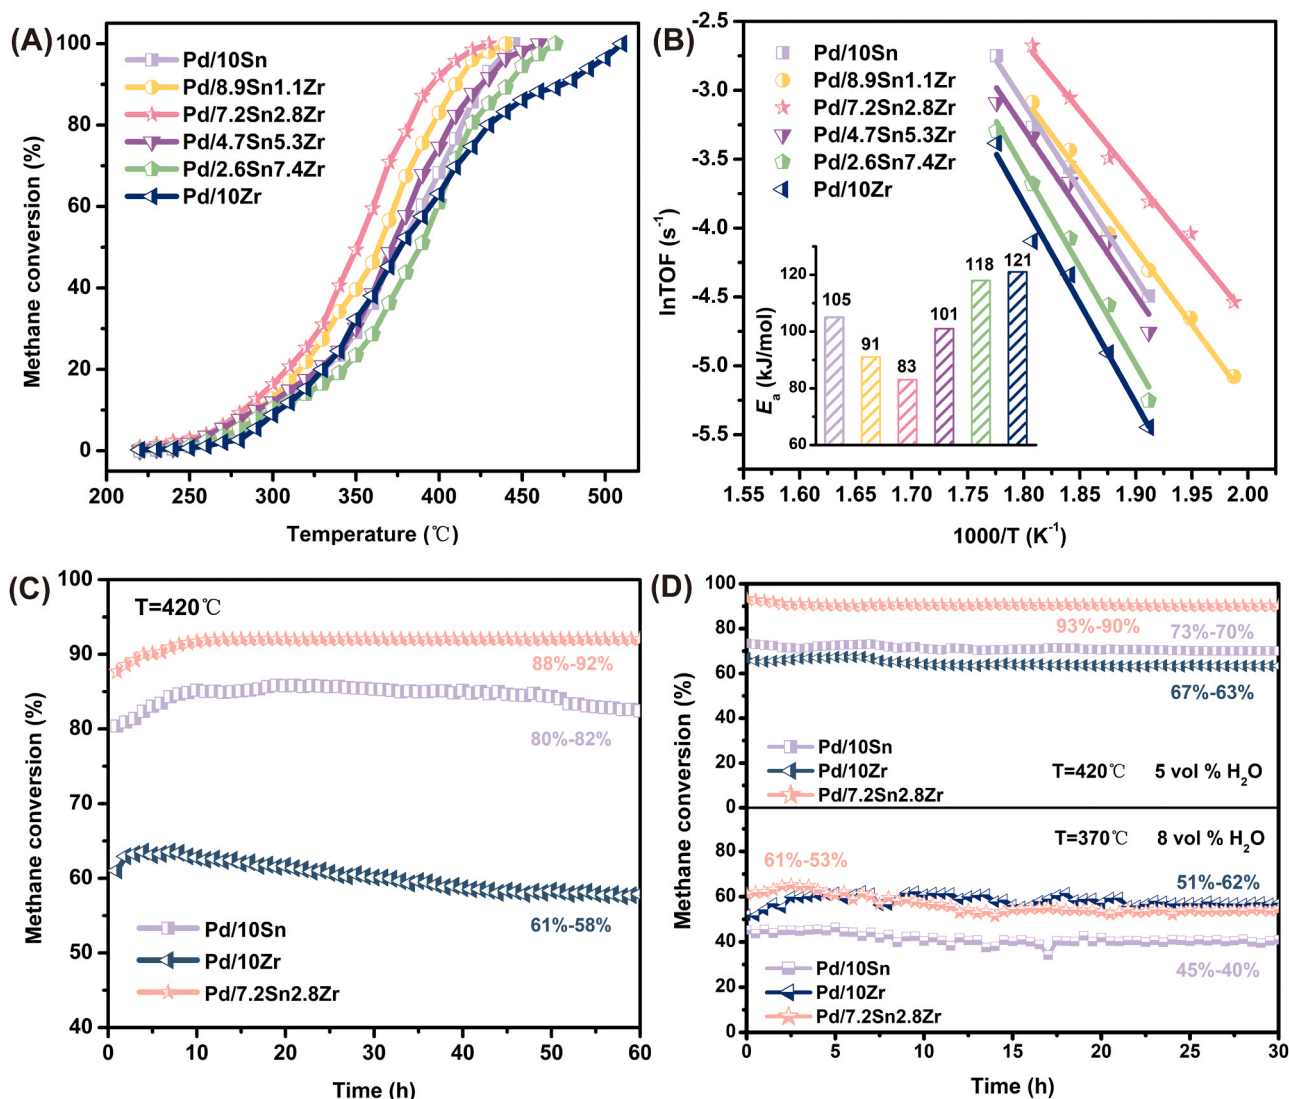 (A)
Pd/10Sn
Pd/8.9Sn1.1Zr
Pd/7.2Sn2.8Zr
Pd/4.7Sn5.3Zr
Pd/2.6Sn7.4Zr
Pd/10Zr
100
80
60
40
20
0
Methane conversion (%)
200 250 300 350 400 450 500
Temperature (℃)
(B)
Pd/10Sn
Pd/8.9Sn1.1Zr
Pd/7.2Sn2.8Zr
Pd/4.7Sn5.3Zr
Pd/2.6Sn7.4Zr
Pd/10Zr
-2.5
-3.0
-3.5
-4.0
-4.5
-5.0
-5.5
lnTOF (s⁻¹)
120
100
80
60
Eₐ (kJ/mol)
105
91
83
101
118
121
1.55 1.60 1.65 1.70 1.75 1.80 1.85 1.90 1.95 2.00
1000/T (K⁻¹)
(C)
T=420℃
100
90
80
70
60
50
40
Methane conversion (%)
88%-92%
80%-82%
61%-58%
Pd/10Sn
Pd/10Zr
Pd/7.2Sn2.8Zr
0 10 20 30 40 50 60
Time (h)
(D)
100
80
60
40
20
0
93%-90%
73%-70%
67%-63%
Pd/10Sn
Pd/10Zr
Pd/7.2Sn2.8Zr
T=420℃ 5 vol % H₂O
Methane conversion (%)
T=370℃ 8 vol % H₂O
80
60
40
20
0
61%-53%
51%-62%
45%-40%
Pd/10Sn
Pd/10Zr
Pd/7.2Sn2.8Zr
0 5 10 15 20 25 30
Time (h)